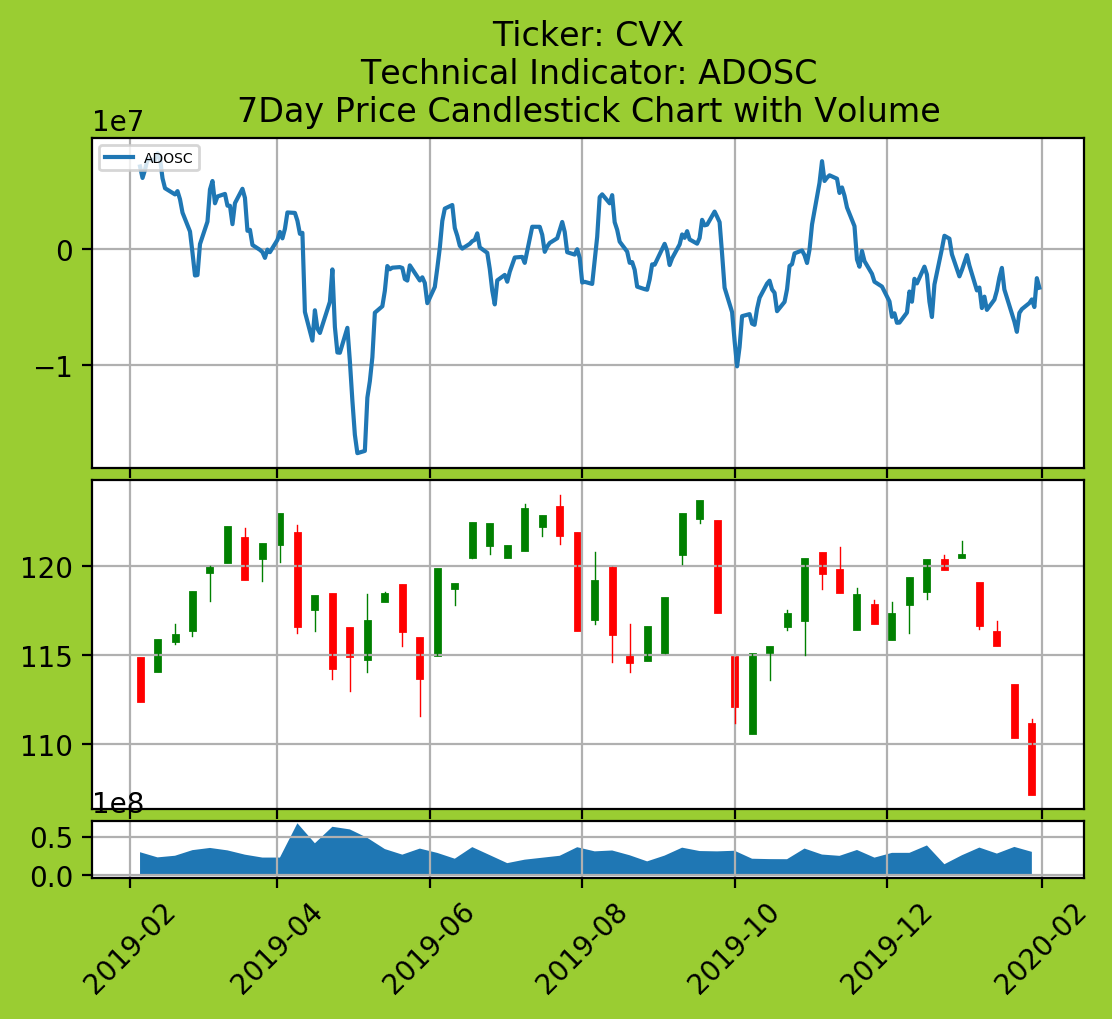 Ticker: CVX
Technical Indicator: ADOSC
7Day Price Candlestick Chart with Volume
1e7
ADOSC
0
−1
120
115
110
1e8
0.5
0.0
2019-02
2019-04
2019-06
2019-08
2019-10
2019-12
2020-02